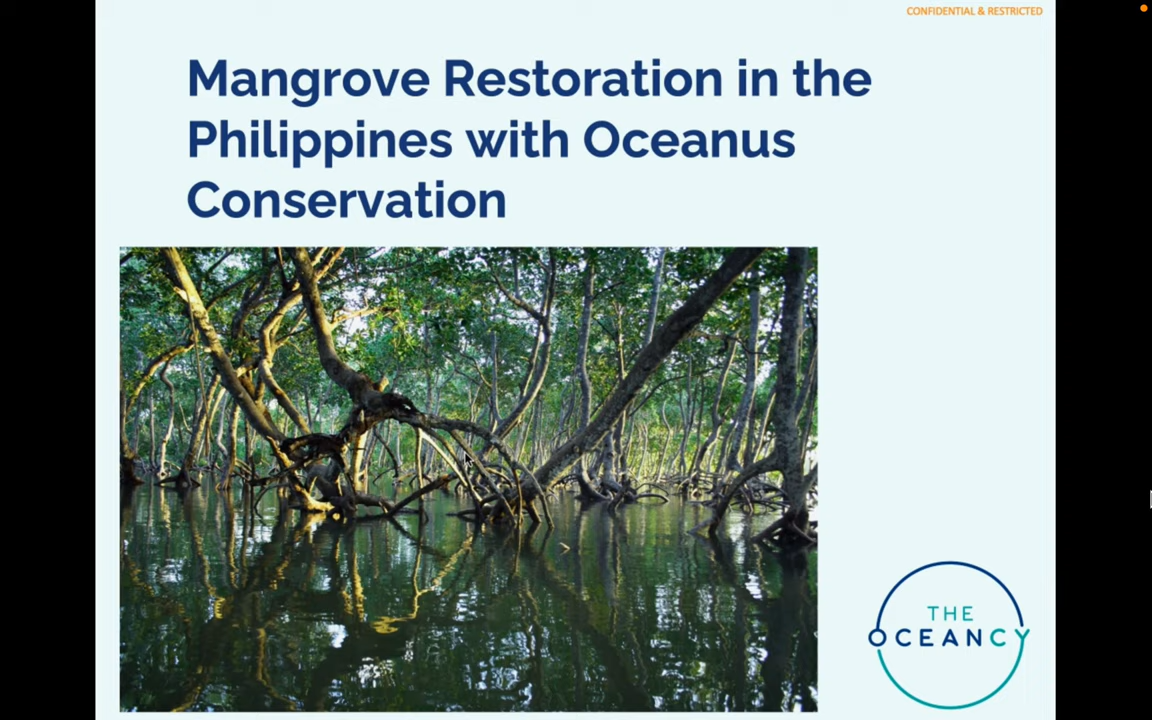 CONFIDENTIAL & RESTRICTED
Mangrove Restoration in the
Philippines with Oceanus
Conservation
THE
OCEANCY